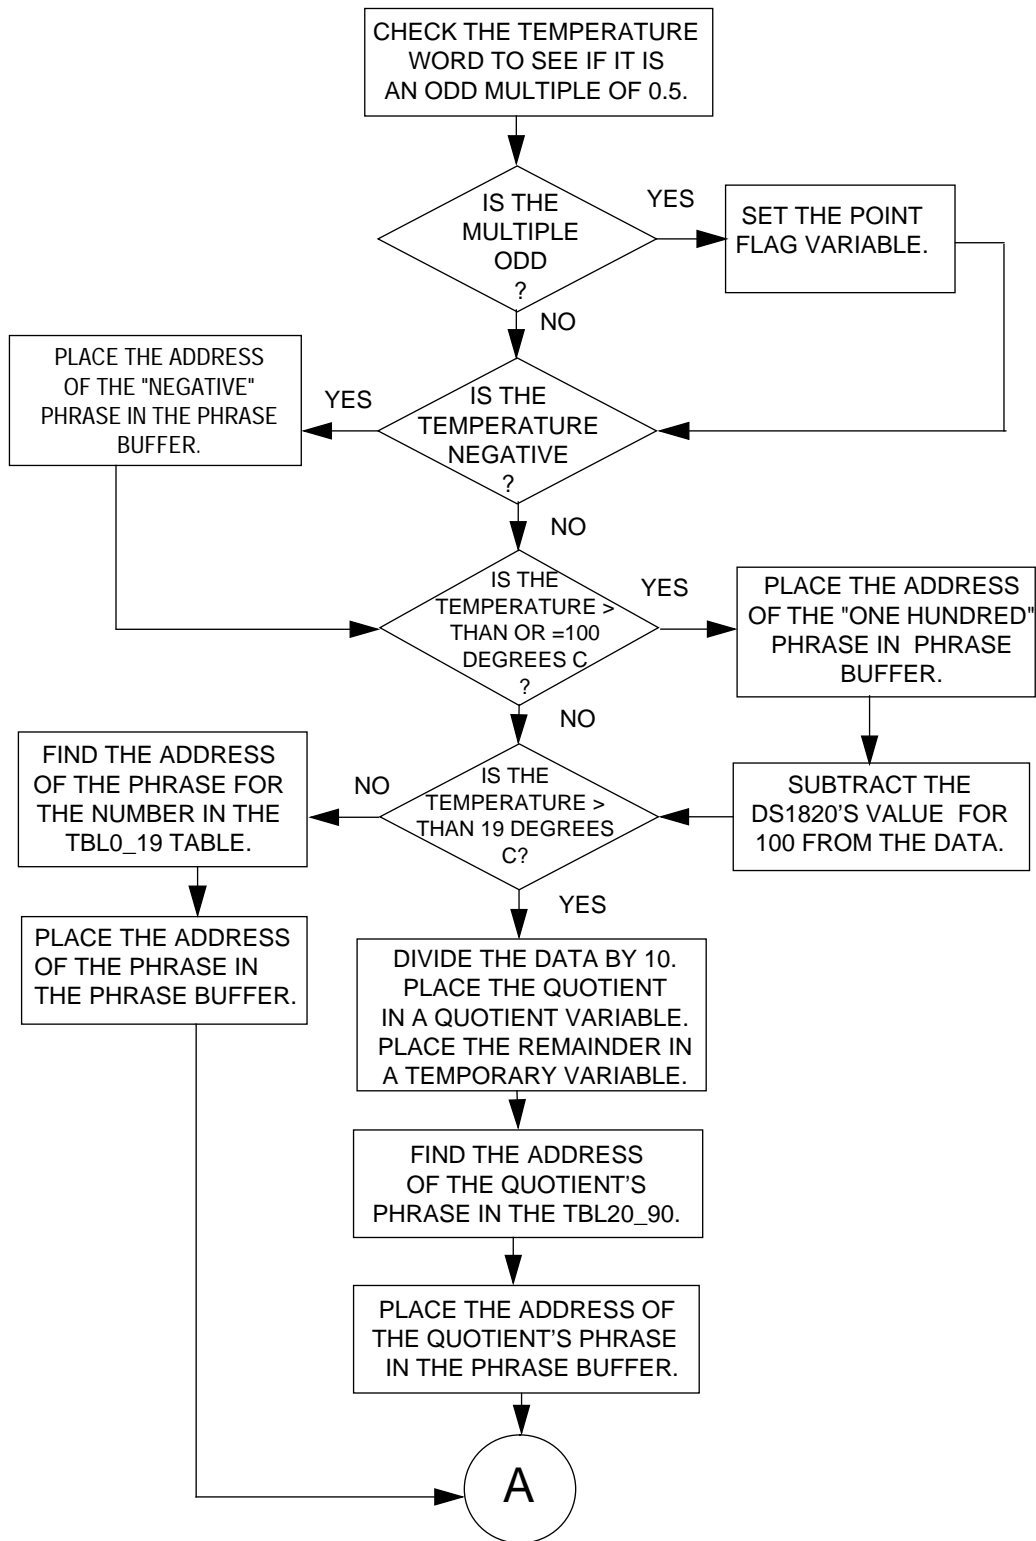 CHECK THE TEMPERATURE
WORD TO SEE IF IT IS
AN ODD MULTIPLE OF 0.5.
IS THE
MULTIPLE
ODD
?
YES
SET THE POINT
FLAG VARIABLE.
NO
PLACE THE ADDRESS
OF THE "NEGATIVE"
PHRASE IN THE PHRASE
BUFFER.
YES
IS THE
TEMPERATURE
NEGATIVE
?
NO
IS THE
TEMPERATURE >
THAN OR =100
DEGREES C
?
YES
PLACE THE ADDRESS
OF THE "ONE HUNDRED"
PHRASE IN PHRASE
BUFFER.
NO
FIND THE ADDRESS
OF THE PHRASE FOR
THE NUMBER IN THE
TBL0_19 TABLE.
NO
IS THE
TEMPERATURE >
THAN 19 DEGREES
C?
SUBTRACT THE
DS1820'S VALUE FOR
100 FROM THE DATA.
YES
PLACE THE ADDRESS
OF THE PHRASE IN
THE PHRASE BUFFER.
DIVIDE THE DATA BY 10.
PLACE THE QUOTIENT
IN A QUOTIENT VARIABLE.
PLACE THE REMAINDER IN
A TEMPORARY VARIABLE.
FIND THE ADDRESS
OF THE QUOTIENT'S
PHRASE IN THE TBL20_90.
PLACE THE ADDRESS OF
THE QUOTIENT'S PHRASE
IN THE PHRASE BUFFER.
A